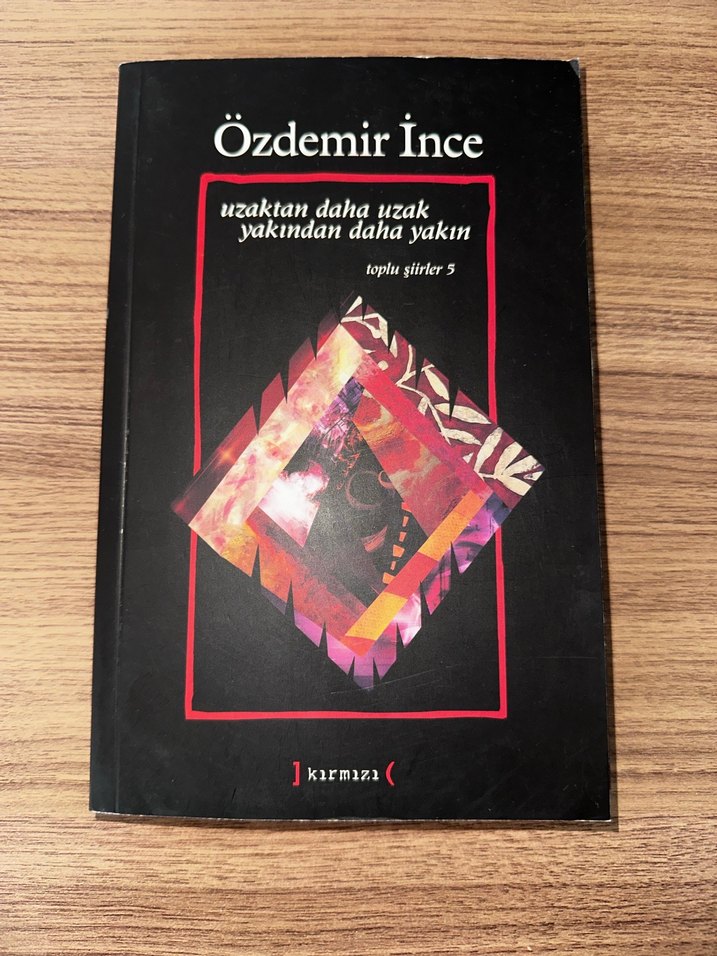 Özdemir İnce
uzaktan daha uzak
yakından daha yakın
toplu şiirler 5
] kırmızı (